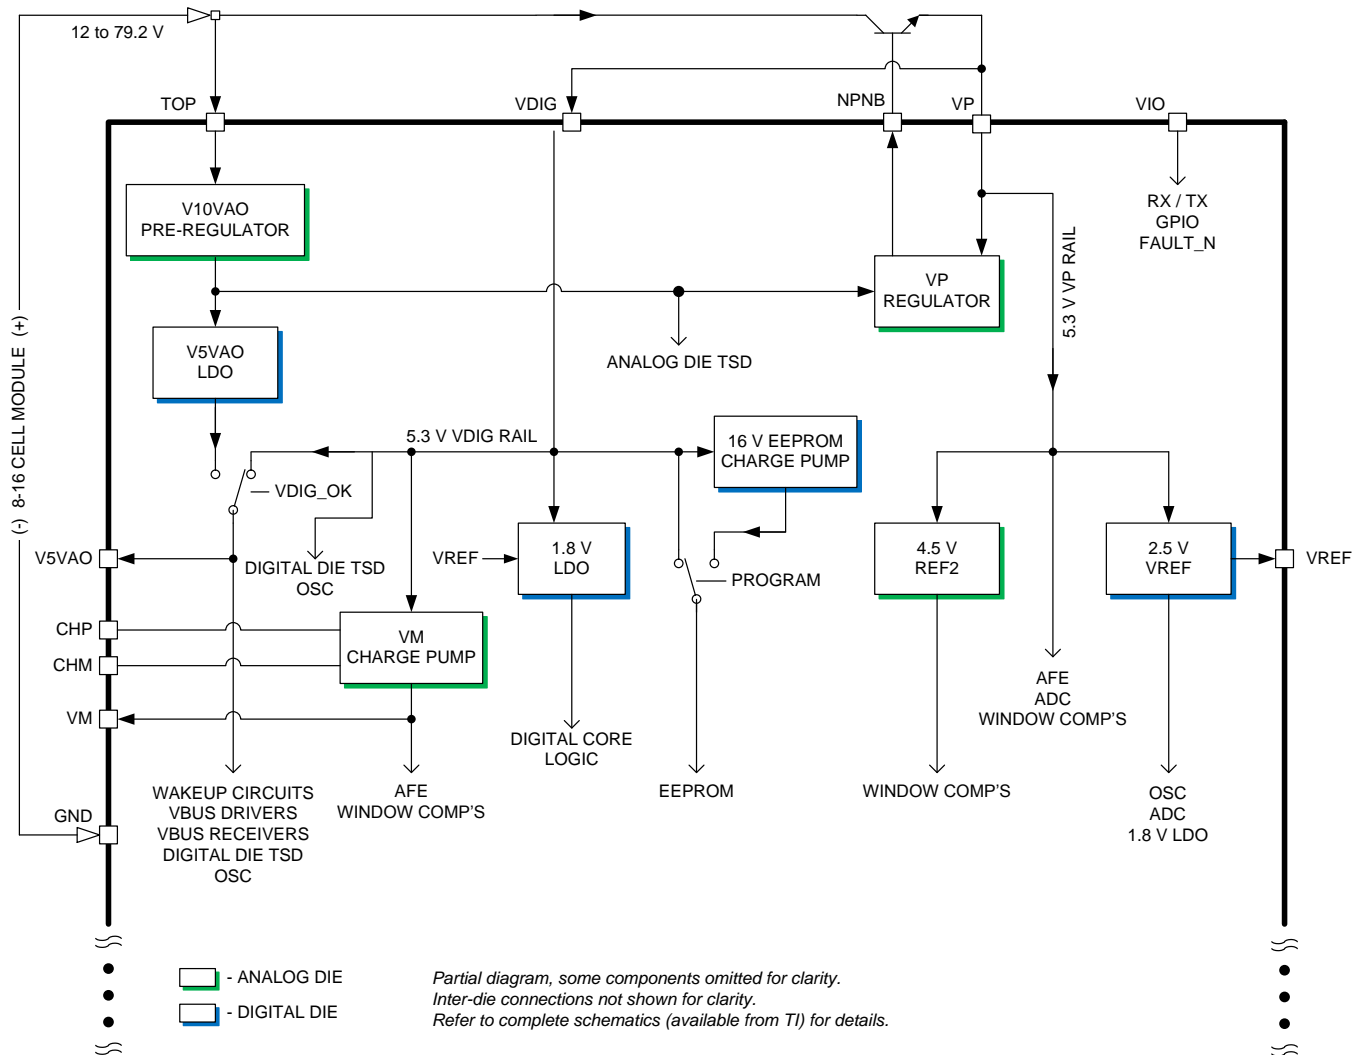 12 to 79.2 V
TOP
VDIG
NPNB
VP
VIO
V10VAO
PRE-REGULATOR
RX / TX
GPIO
FAULT_N
VP
REGULATOR
5.3 V VP RAIL
(-) 8-16 CELL MODULE (+)
V5VAO
LDO
ANALOG DIE TSD
5.3 V VDIG RAIL
16 V EEPROM
CHARGE PUMP
VDIG_OK
V5VAO
DIGITAL DIE TSD
OSC
VREF
1.8 V
LDO
PROGRAM
4.5 V
REF2
2.5 V
VREF
VREF
CHP
CHM
VM
CHARGE PUMP
VM
AFE
ADC
WINDOW COMP'S
DIGITAL CORE
LOGIC
GND
WAKEUP CIRCUITS
VBUS DRIVERS
VBUS RECEIVERS
DIGITAL DIE TSD
OSC
AFE
WINDOW COMP'S
EEPROM
WINDOW COMP'S
OSC
ADC
1.8 V LDO
- ANALOG DIE
- DIGITAL DIE
Partial diagram, some components omitted for clarity.
Inter-die connections not shown for clarity.
Refer to complete schematics (available from TI) for details.